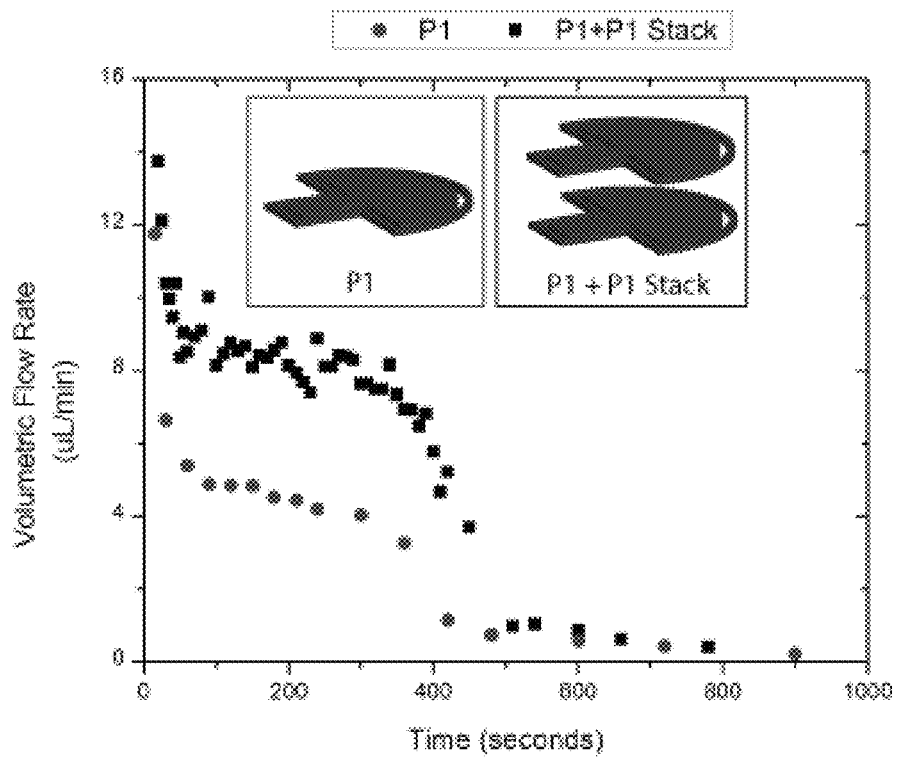 P1 P1+P1 Stack
16
12
8
4
0
P1
P1 + P1 Stack
Volumetric Flow Rate
(uL/min)
0 200 400 600 800 1000
Time (seconds)